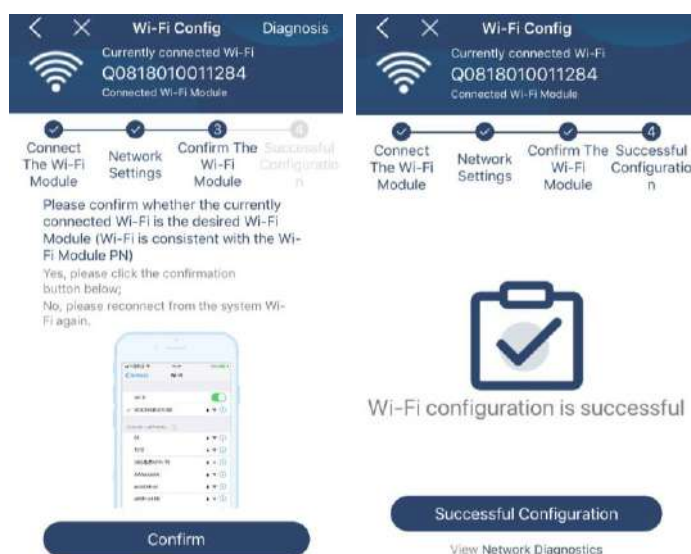 Wi-Fi Config
Diagnosis
Currently connected Wi-Fi
Q0818010011284
Connected Wi-Fi Module
3
4
Connect
The Wi-Fi
Module
Network
Settings
Confirm The
Wi-Fi
Module
Successful
Configuratio
n
Please confirm whether the currently
connected Wi-Fi is the desired Wi-
Fi Module (Wi-Fi is consistent with the Wi-
Fi Module PN)
Yes, please click the confirmation
button below;
No, please reconnect from the system Wi-
Fi again.
Wi-Fi
Confirm
Wi-Fi Config
Currently connected Wi-Fi
Q0818010011284
Connected Wi-Fi Module
4
Connect
The Wi-Fi
Module
Network
Settings
Confirm The
Wi-Fi
Module
Successful
Configuratio
n
Wi-Fi configuration is successful
Successful Configuration
View Network Diagnostics